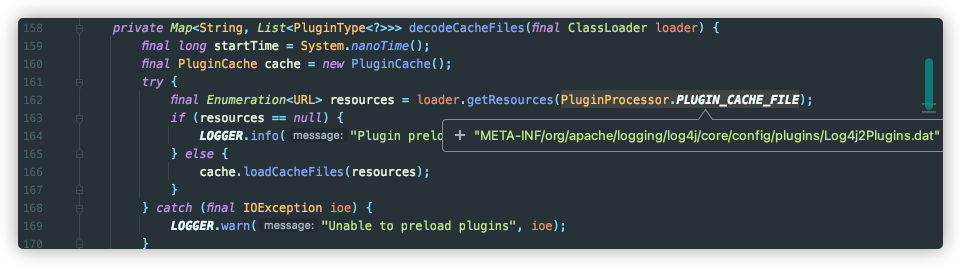 158 private Map<String, List<PluginType<?>>> decodeCacheFiles(final ClassLoader loader) {
159 final long startTime = System.nanoTime();
160 final PluginCache cache = new PluginCache();
161 try {
162 final Enumeration<URL> resources = loader.getResources(PluginProcessor.PLUGIN_CACHE_FILE);
163 if (resources == null) {
164 LOGGER.info( message: "Plugin prelo
+ "META-INF/org/apache/logging/log4j/core/config/plugins/Log4j2Plugins.dat"
165 } else {
166 cache.loadCacheFiles(resources);
167 }
168 } catch (final IOException ioe) {
169 LOGGER.warn( message: "Unable to preload plugins", ioe);
170 }